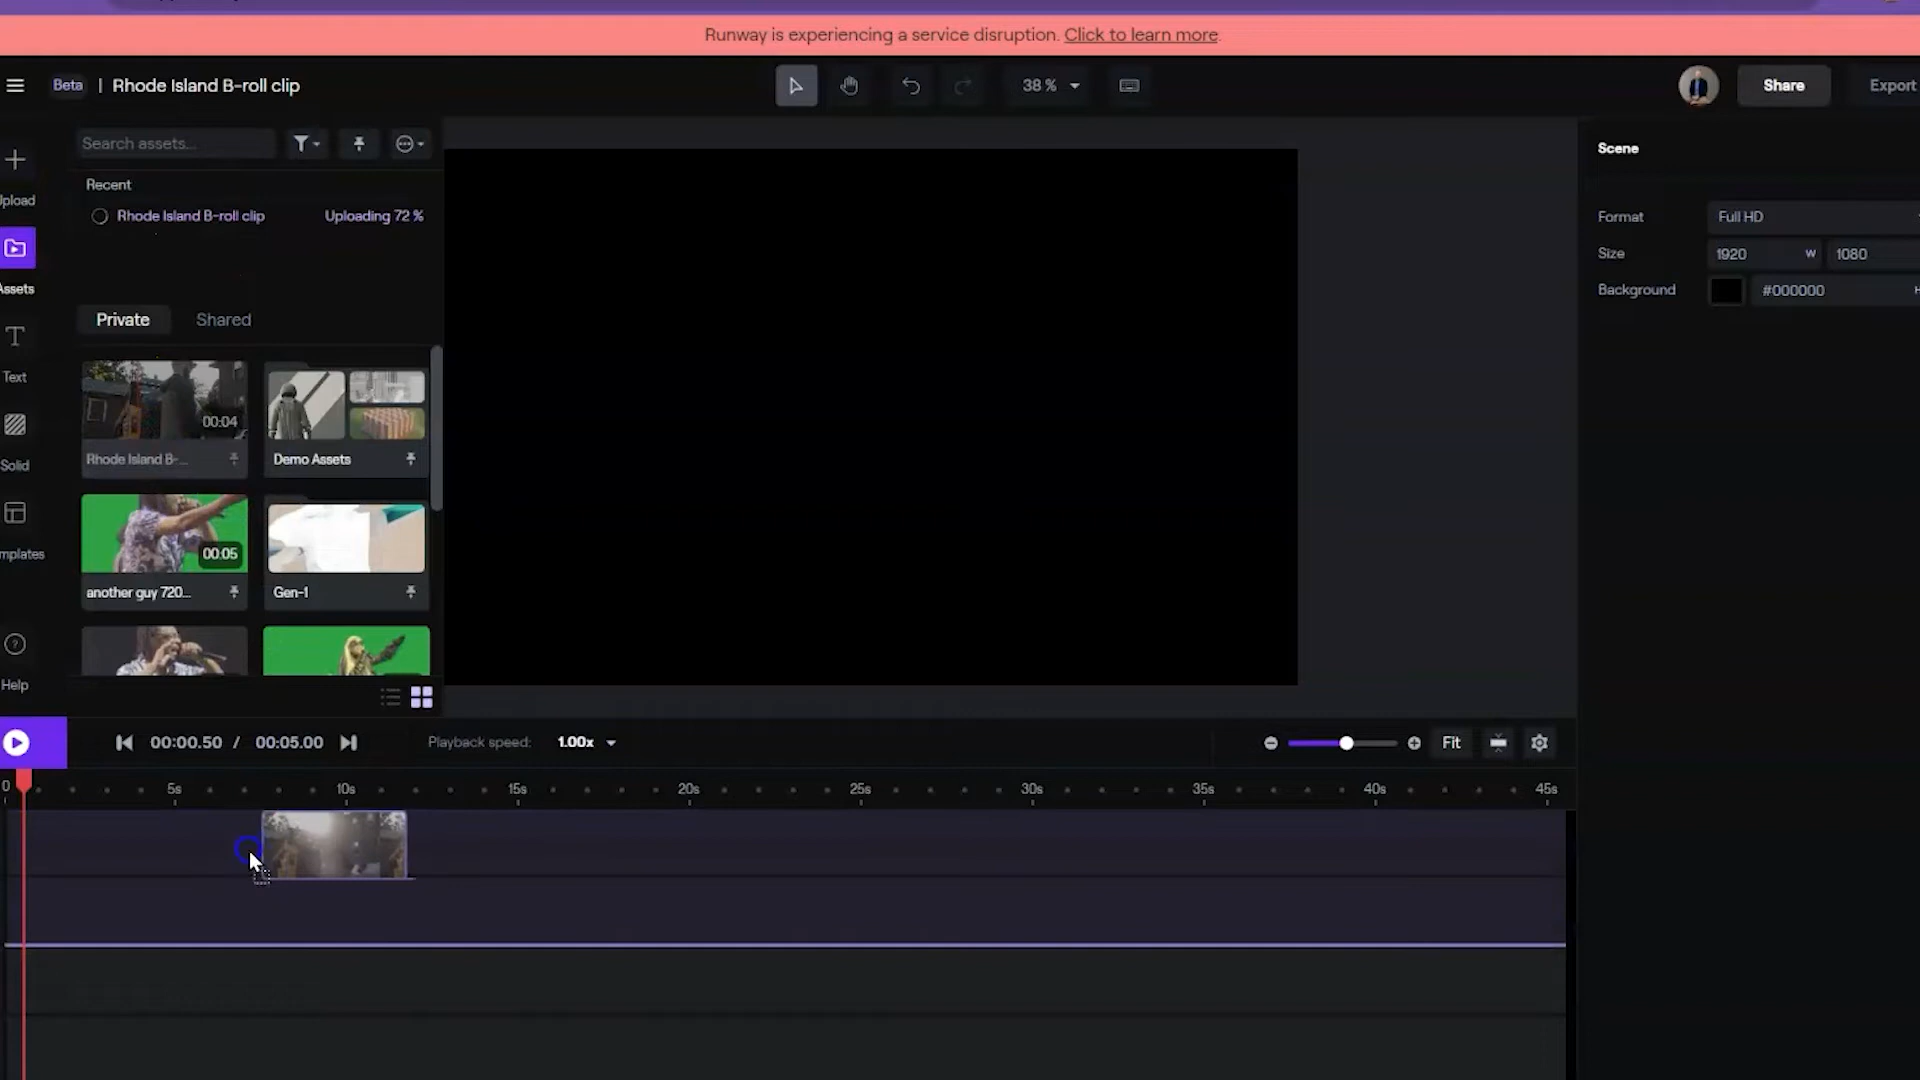 Runway is experiencing a service disruption. Click to learn more.
Beta | Rhode Island B-roll clip
38 %
Share
Export
Search assets...
Recent
Rhode Island B-roll clip
Uploading 72 %
Upload
Assets
Text
Solid
mplates
Help
Private
Shared
00:04
Rhode Island B-...
Demo Assets
00:05
another guy 720...
Gen-1
Scene
Format
Full HD
Size
1920
W
1080
Background
#000000
H
00:00.50 / 00:05.00
Playback speed:
1.00x
Fit
0
5s
10s
15s
20s
25s
30s
35s
40s
45s